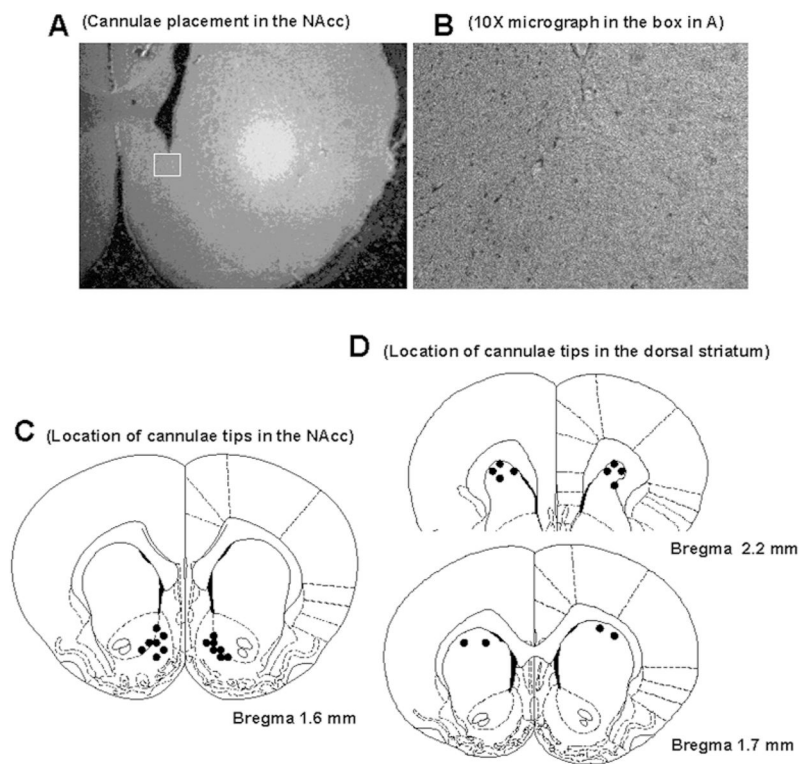 A (Cannulae placement in the NAcc)
B (10X micrograph in the box in A)
D (Location of cannulae tips in the dorsal striatum)
C (Location of cannulae tips in the NAcc)
Bregma 2.2 mm
Bregma 1.6 mm
Bregma 1.7 mm